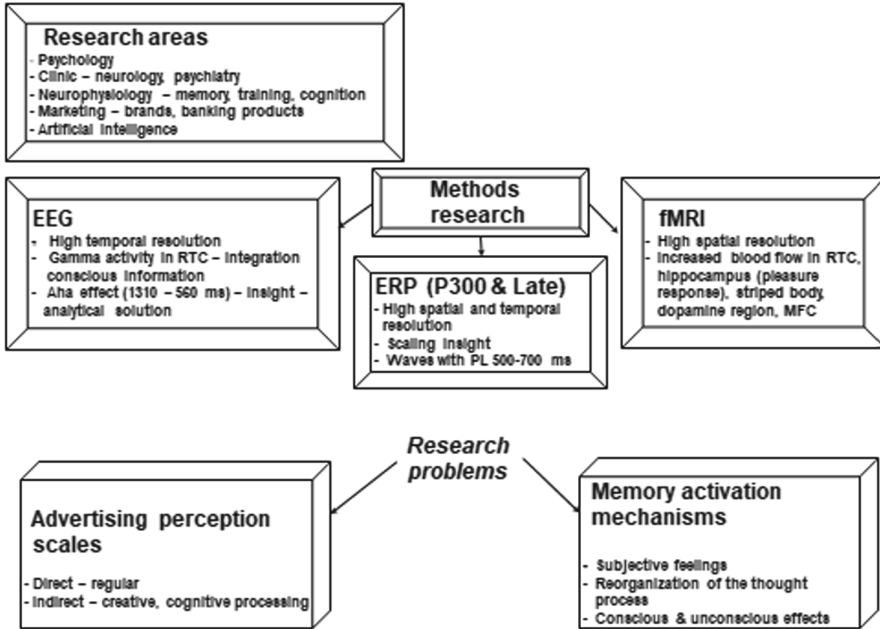 Research areas
- Psychology
- Clinic – neurology, psychiatry
- Neurophysiology – memory, training, cognition
- Marketing – brands, banking products
- Artificial intelligence
Methods
research
EEG
- High temporal resolution
- Gamma activity in RTC – integration
conscious information
- Aha effect (1310 – 560 ms) – insight –
analytical solution
ERP (P300 & Late)
- High spatial and temporal
resolution
- Scaling insight
- Waves with PL 500-700 ms
fMRI
- High spatial resolution
- Increased blood flow in RTC,
hippocampus (pleasure
response), striped body,
dopamine region, MFC
Research
problems
Advertising perception
scales
- Direct – regular
- Indirect – creative, cognitive processing
Memory activation
mechanisms
- Subjective feelings
- Reorganization of the thought
process
- Conscious & unconscious effects